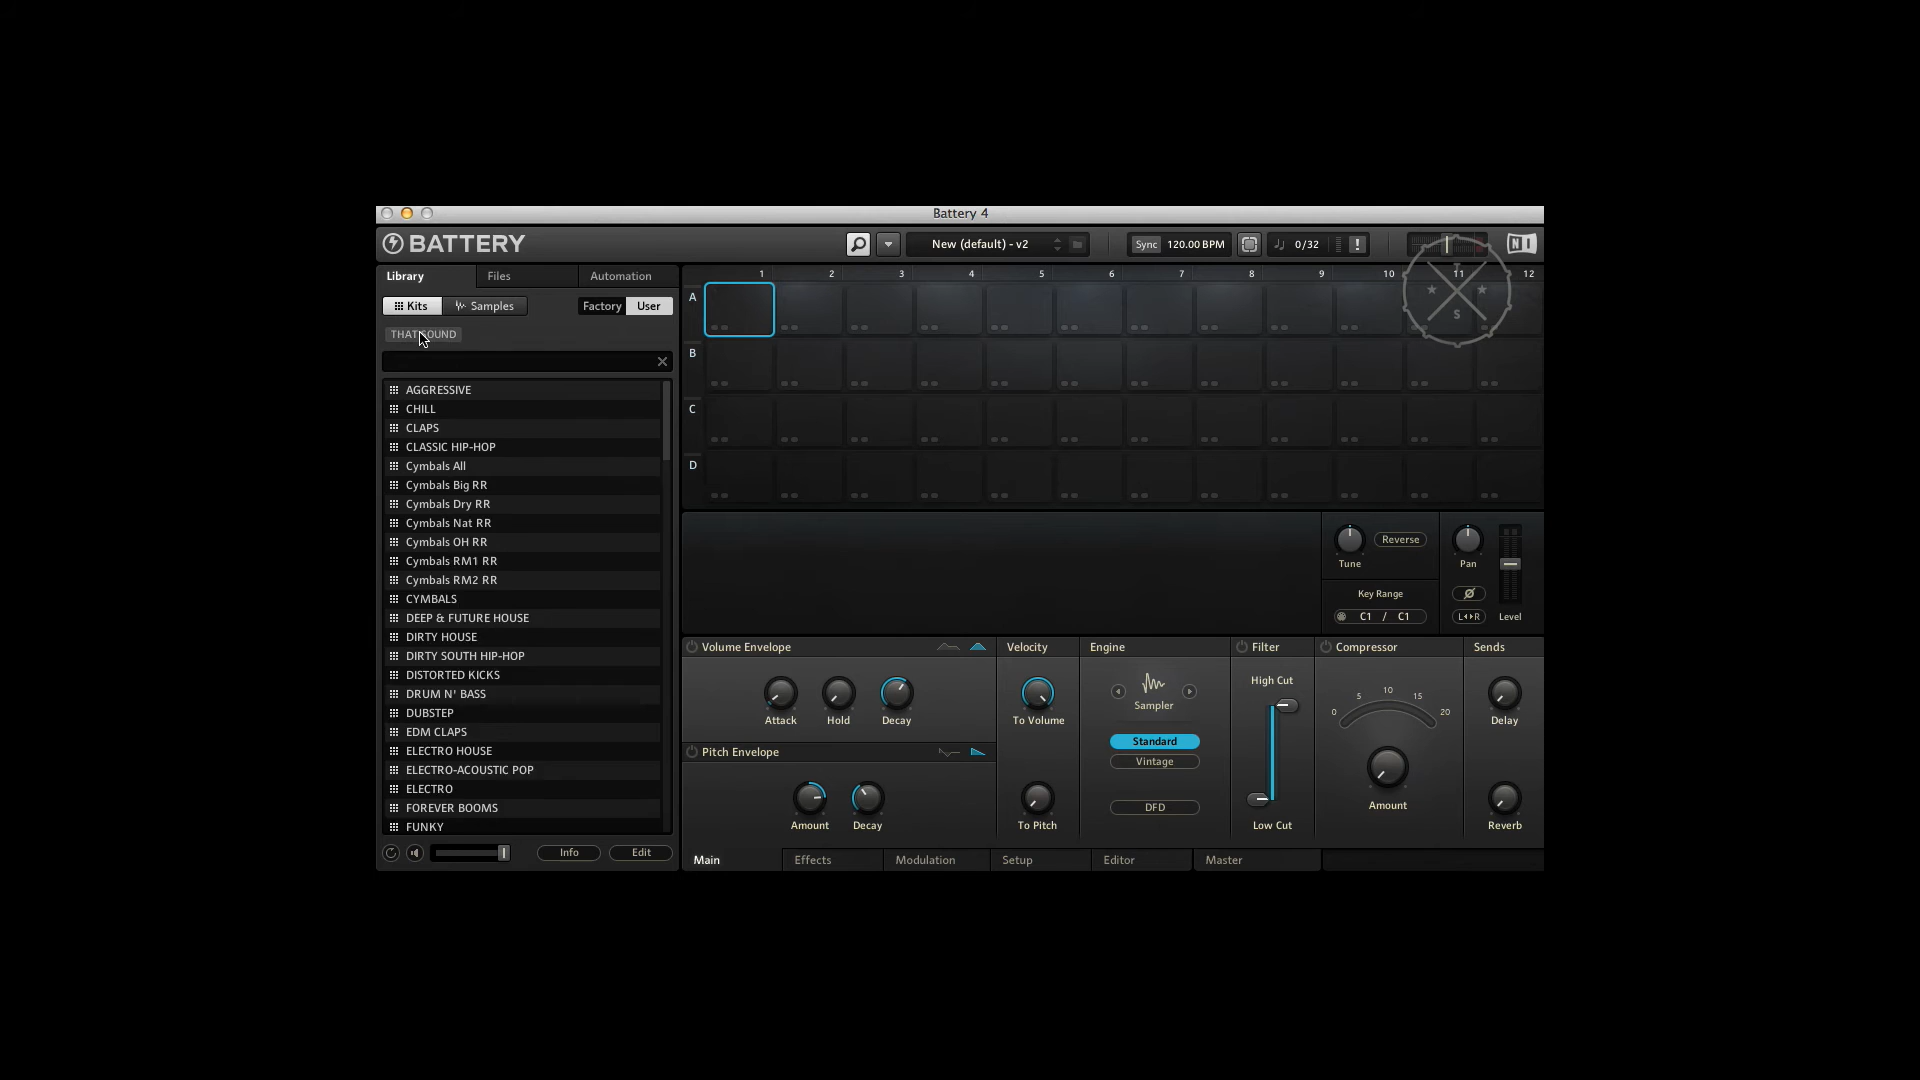 Battery 4
BATTERY
New (default) - v2
Sync 120.00 BPM
0/32
!
NI
Library Files Automation
Kits Samples Factory User
THAT SOUND
AGGRESSIVE
CHILL
CLAPS
CLASSIC HIP-HOP
Cymbals All
Cymbals Big RR
Cymbals Dry RR
Cymbals Nat RR
Cymbals OH RR
Cymbals RM1 RR
Cymbals RM2 RR
CYMBALS
DEEP & FUTURE HOUSE
DIRTY HOUSE
DIRTY SOUTH HIP-HOP
DISTORTED KICKS
DRUM N' BASS
DUBSTEP
EDM CLAPS
ELECTRO HOUSE
ELECTRO-ACOUSTIC POP
ELECTRO
FOREVER BOOMS
FUNKY
Info Edit
1 2 3 4 5 6 7 8 9 10 11 12
A
B
C
D
T
S
Tune Reverse
Key Range
C1 / C1
Pan
L R
Level
Volume Envelope
Attack Hold Decay
Pitch Envelope
Amount Decay
Velocity
To Volume
To Pitch
Engine
Sampler
Standard
Vintage
DFD
Filter
High Cut
Low Cut
Compressor
0 5 10 15 20
Amount
Sends
Delay
Reverb
Main Effects Modulation Setup Editor Master